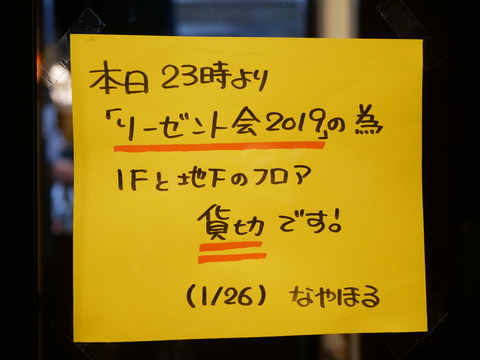 本日 23時より
「リーゼント会2019」の為
1Fと地下のフロア
貨切です!
(1/26) なやほる